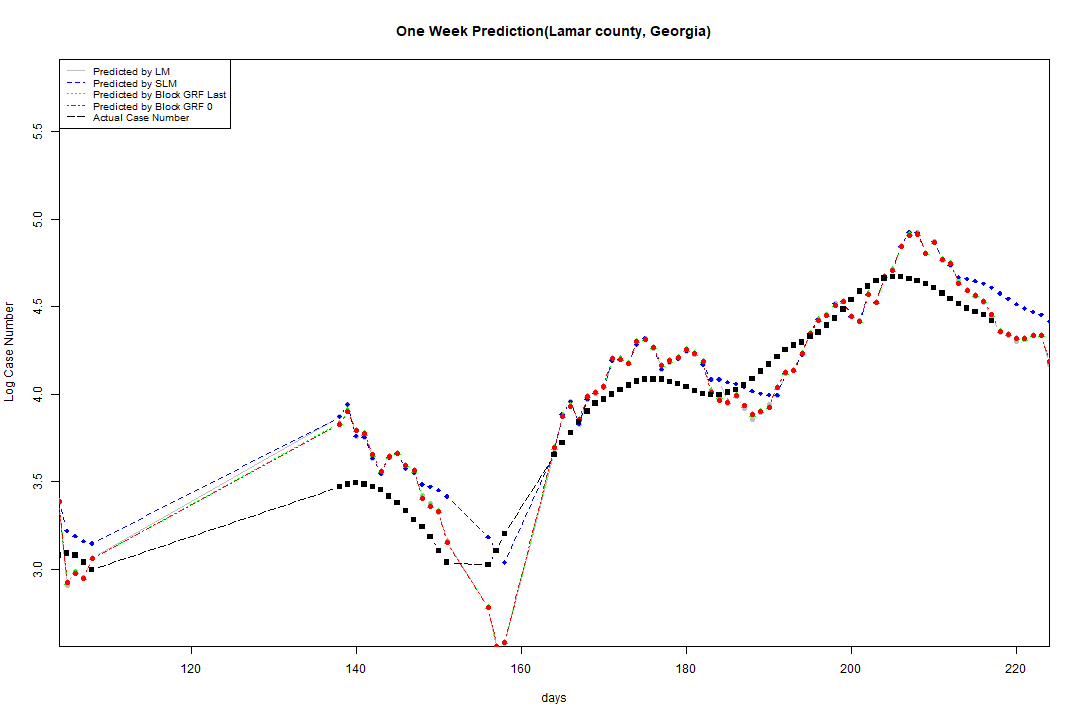 One Week Prediction(Lamar county, Georgia)
Predicted by LM
Predicted by SLM
Predicted by Block GRF Last
Predicted by Block GRF 0
Actual Case Number
5.5
5.0
4.5
4.0
3.5
3.0
Log Case Number
120 140 160 180 200 220
days